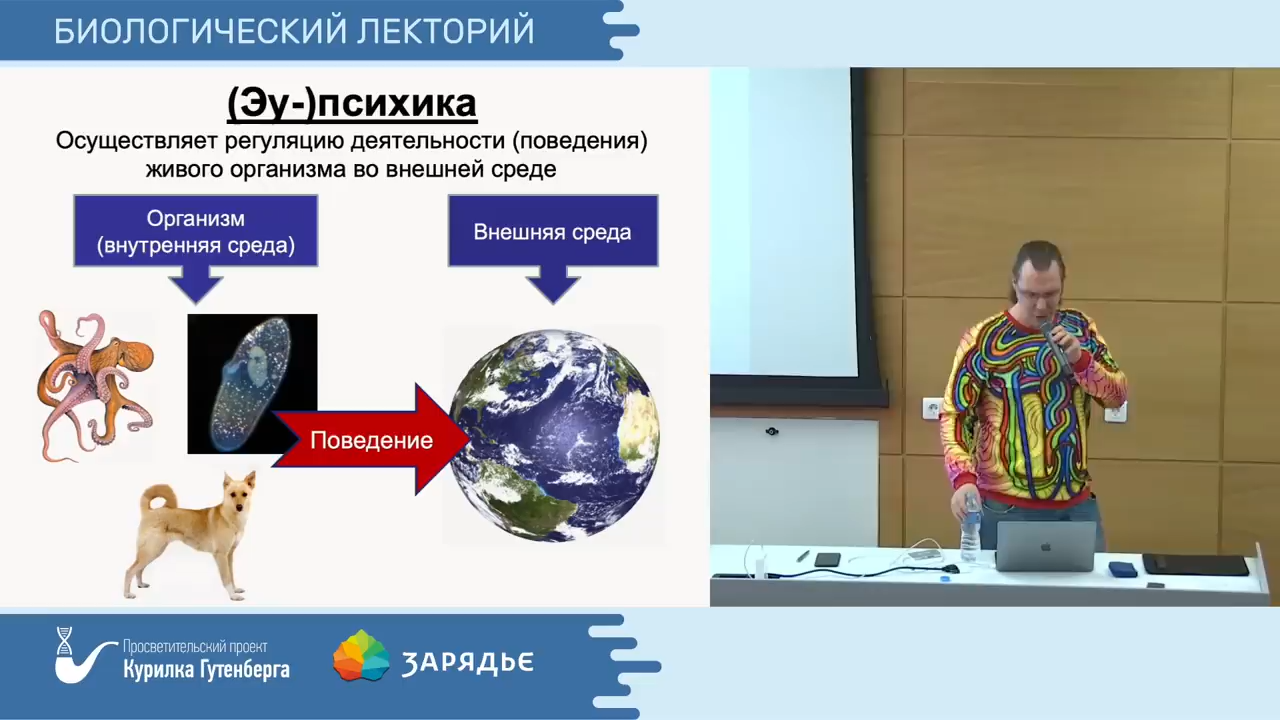 БИОЛОГИЧЕСКИЙ ЛЕКТОРИЙ
(Эу-)психика
Осуществляет регуляцию деятельности (поведения)
живого организма во внешней среде
Организм
(внутренняя среда)
Внешняя среда
Поведение
Просветительский проект
Курилка Гутенберга
ЗАРЯДЬЕ